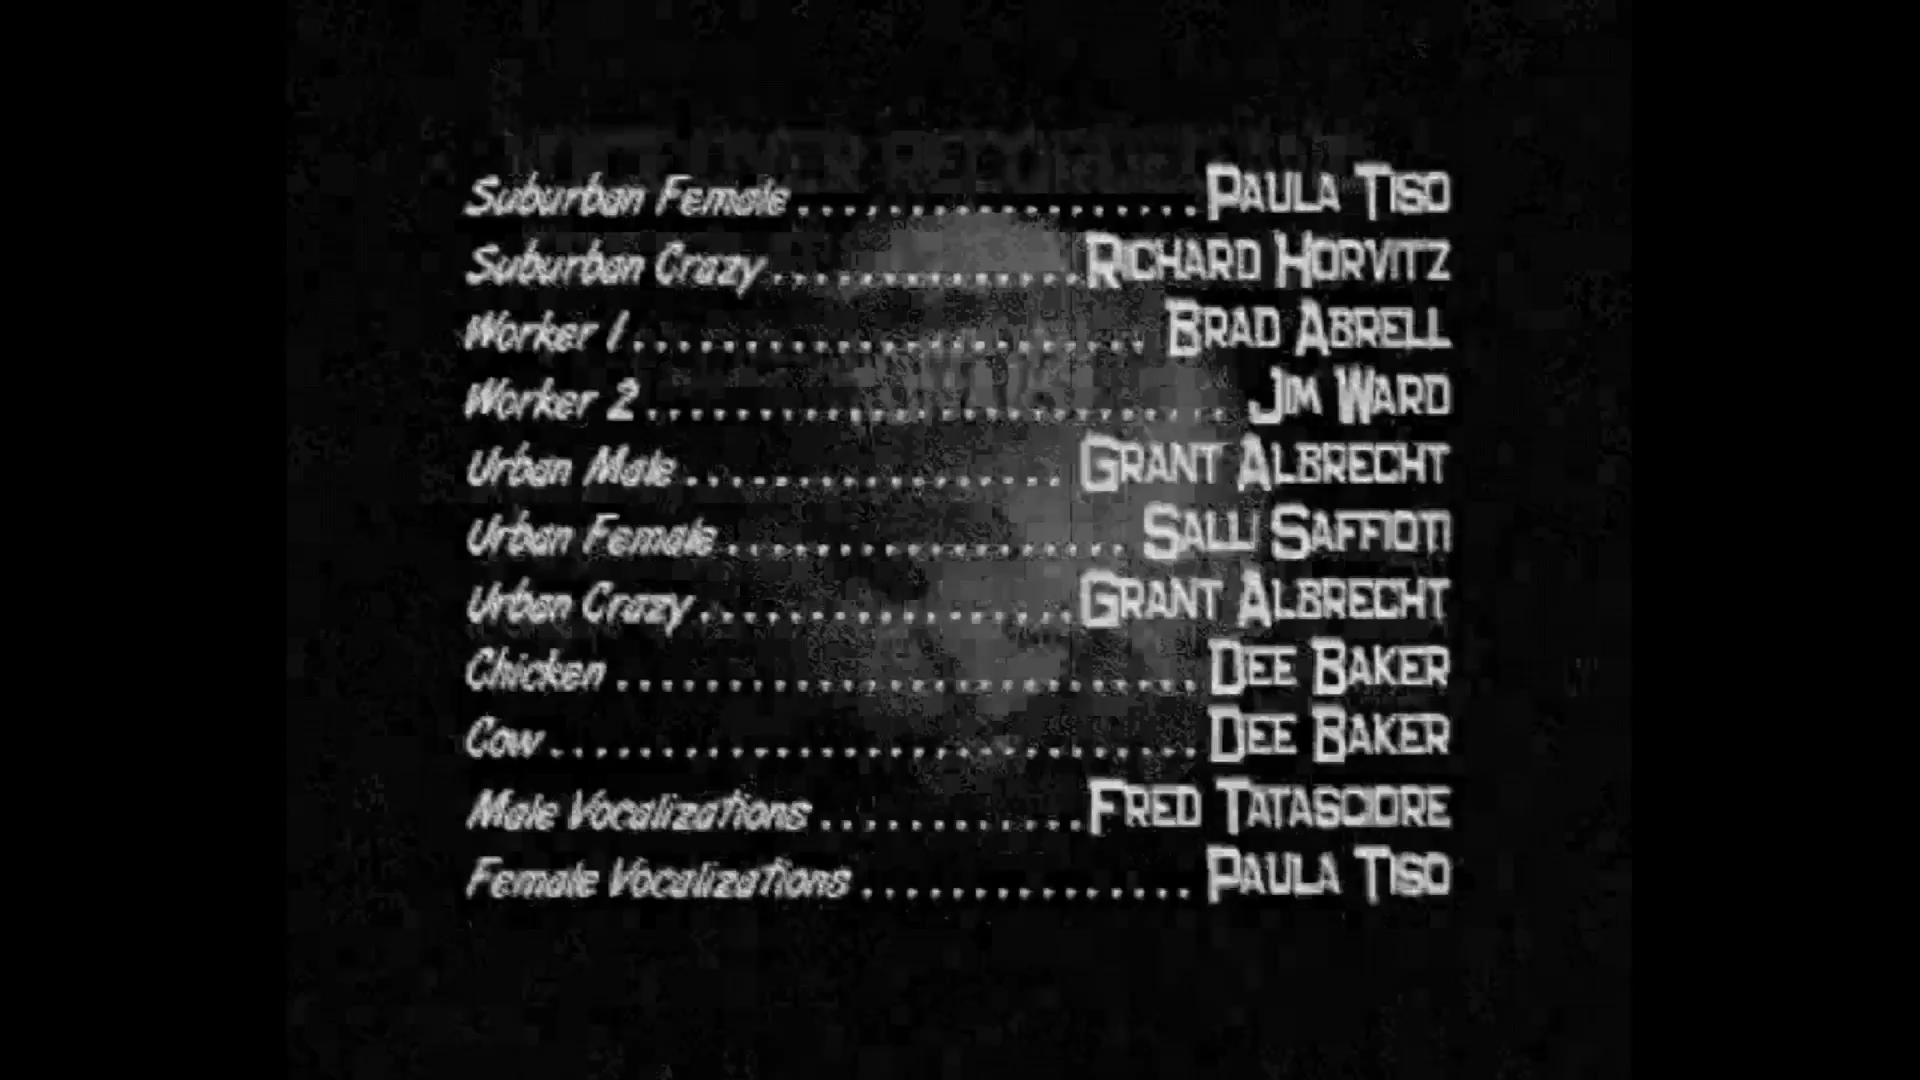 Suburban Female.................. PAULA TISO
Suburban Crazy.............. RICHARD HORVITZ
Worker 1....................... BRAD ABRELL
Worker 2.......................... JIM WARD
Urban Male................. GRANT ALBRECHT
Urban Female.................. SALLI SAFFIOTI
Urban Crazy................. GRANT ALBRECHT
Chicken.......................... DEE BAKER
Cow............................. DEE BAKER
Male Vocalizations............ FRED TATASCIORE
Female Vocalizations............... PAULA TISO